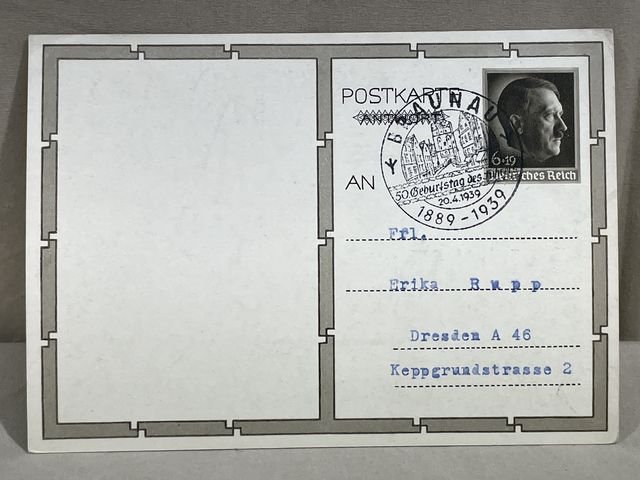 POSTKARTE
ANTWORT
BRAUNAU
6+19
Deutsches Reich
AN
50 Geburtstag des
20.4.1939
1889-1939
Frl.
Erika Rupp
Dresden A 46
Keppgrundstrasse 2